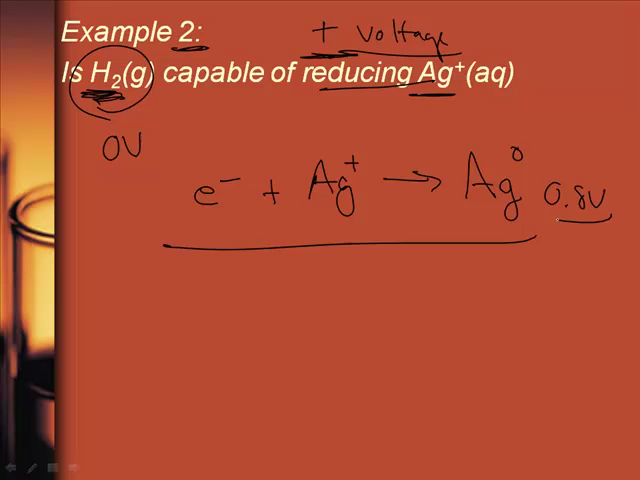 Example 2:
+ voltage
Is H₂(g) capable of reducing Ag⁺(aq)
0V
e⁻ + Ag⁺ → Ag⁰ 0.8V